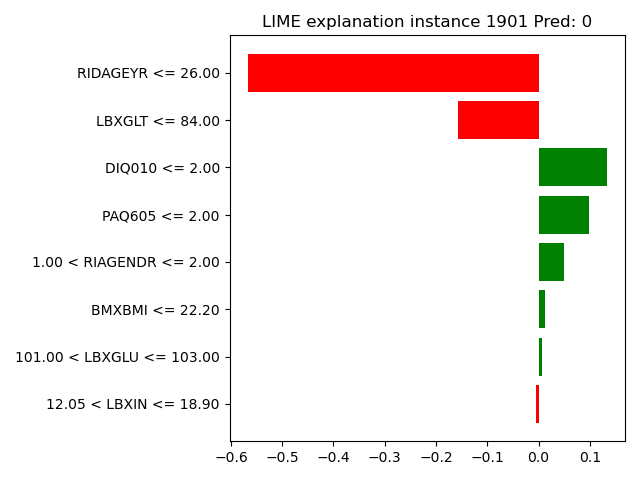 LIME explanation instance 1901 Pred: 0
RIDAGEYR <= 26.00
LBXGLT <= 84.00
DIQ010 <= 2.00
PAQ605 <= 2.00
1.00 < RIAGENDR <= 2.00
BMXBMI <= 22.20
101.00 < LBXGLU <= 103.00
12.05 < LBXIN <= 18.90
−0.6 −0.5 −0.4 −0.3 −0.2 −0.1 0.0 0.1